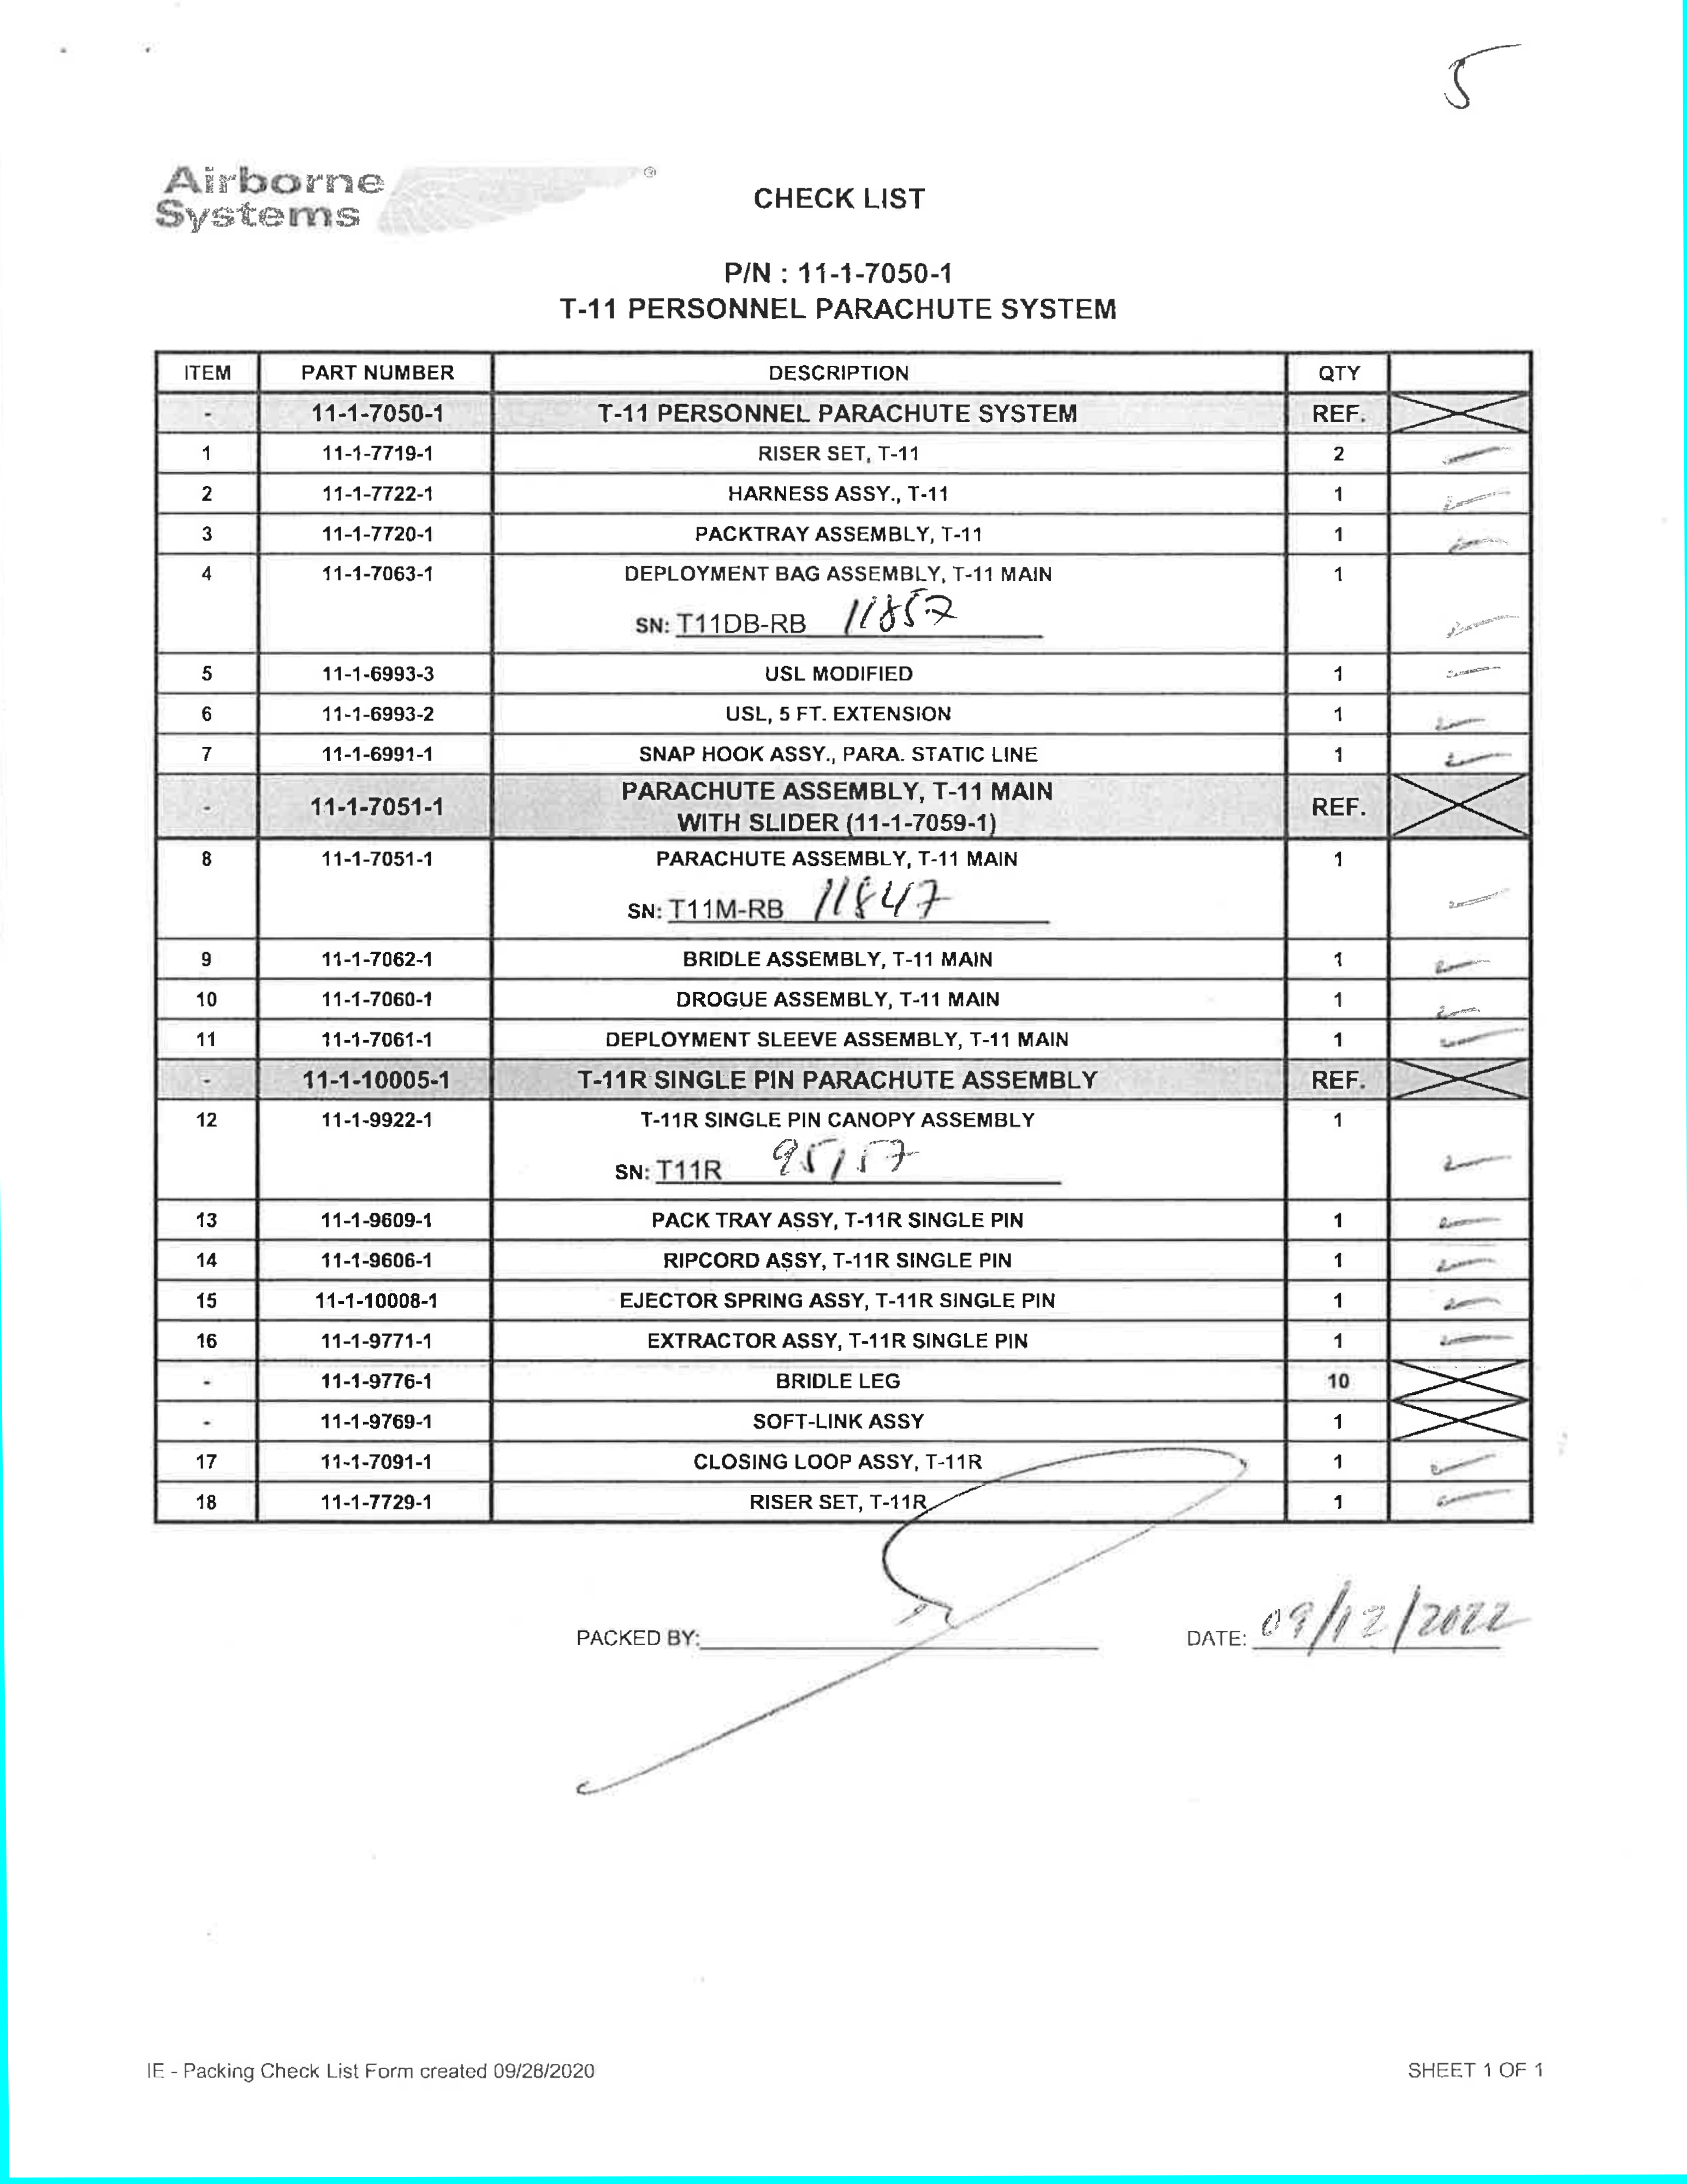 5
Airborne
Systems ®
CHECK LIST
P/N : 11-1-7050-1
T-11 PERSONNEL PARACHUTE SYSTEM
ITEM PART NUMBER DESCRIPTION QTY
- 11-1-7050-1 T-11 PERSONNEL PARACHUTE SYSTEM REF.
1 11-1-7719-1 RISER SET, T-11 2
2 11-1-7722-1 HARNESS ASSY., T-11 1
3 11-1-7720-1 PACKTRAY ASSEMBLY, T-11 1
4 11-1-7063-1 DEPLOYMENT BAG ASSEMBLY, T-11 MAIN 1
SN: T11DB-RB 11857
5 11-1-6993-3 USL MODIFIED 1
6 11-1-6993-2 USL, 5 FT. EXTENSION 1
7 11-1-6991-1 SNAP HOOK ASSY., PARA. STATIC LINE 1
- 11-1-7051-1 PARACHUTE ASSEMBLY, T-11 MAIN REF.
WITH SLIDER (11-1-7059-1)
8 11-1-7051-1 PARACHUTE ASSEMBLY, T-11 MAIN 1
SN: T11M-RB 11847
9 11-1-7062-1 BRIDLE ASSEMBLY, T-11 MAIN 1
10 11-1-7060-1 DROGUE ASSEMBLY, T-11 MAIN 1
11 11-1-7061-1 DEPLOYMENT SLEEVE ASSEMBLY, T-11 MAIN 1
- 11-1-10005-1 T-11R SINGLE PIN PARACHUTE ASSEMBLY REF.
12 11-1-9922-1 T-11R SINGLE PIN CANOPY ASSEMBLY 1
SN: T11R 95157
13 11-1-9609-1 PACK TRAY ASSY, T-11R SINGLE PIN 1
14 11-1-9606-1 RIPCORD ASSY, T-11R SINGLE PIN 1
15 11-1-10008-1 EJECTOR SPRING ASSY, T-11R SINGLE PIN 1
16 11-1-9771-1 EXTRACTOR ASSY, T-11R SINGLE PIN 1
- 11-1-9776-1 BRIDLE LEG 10
- 11-1-9769-1 SOFT-LINK ASSY 1
17 11-1-7091-1 CLOSING LOOP ASSY, T-11R 1
18 11-1-7729-1 RISER SET, T-11R 1
PACKED BY: DATE: 09/12/2022
IE - Packing Check List Form created 09/28/2020 SHEET 1 OF 1